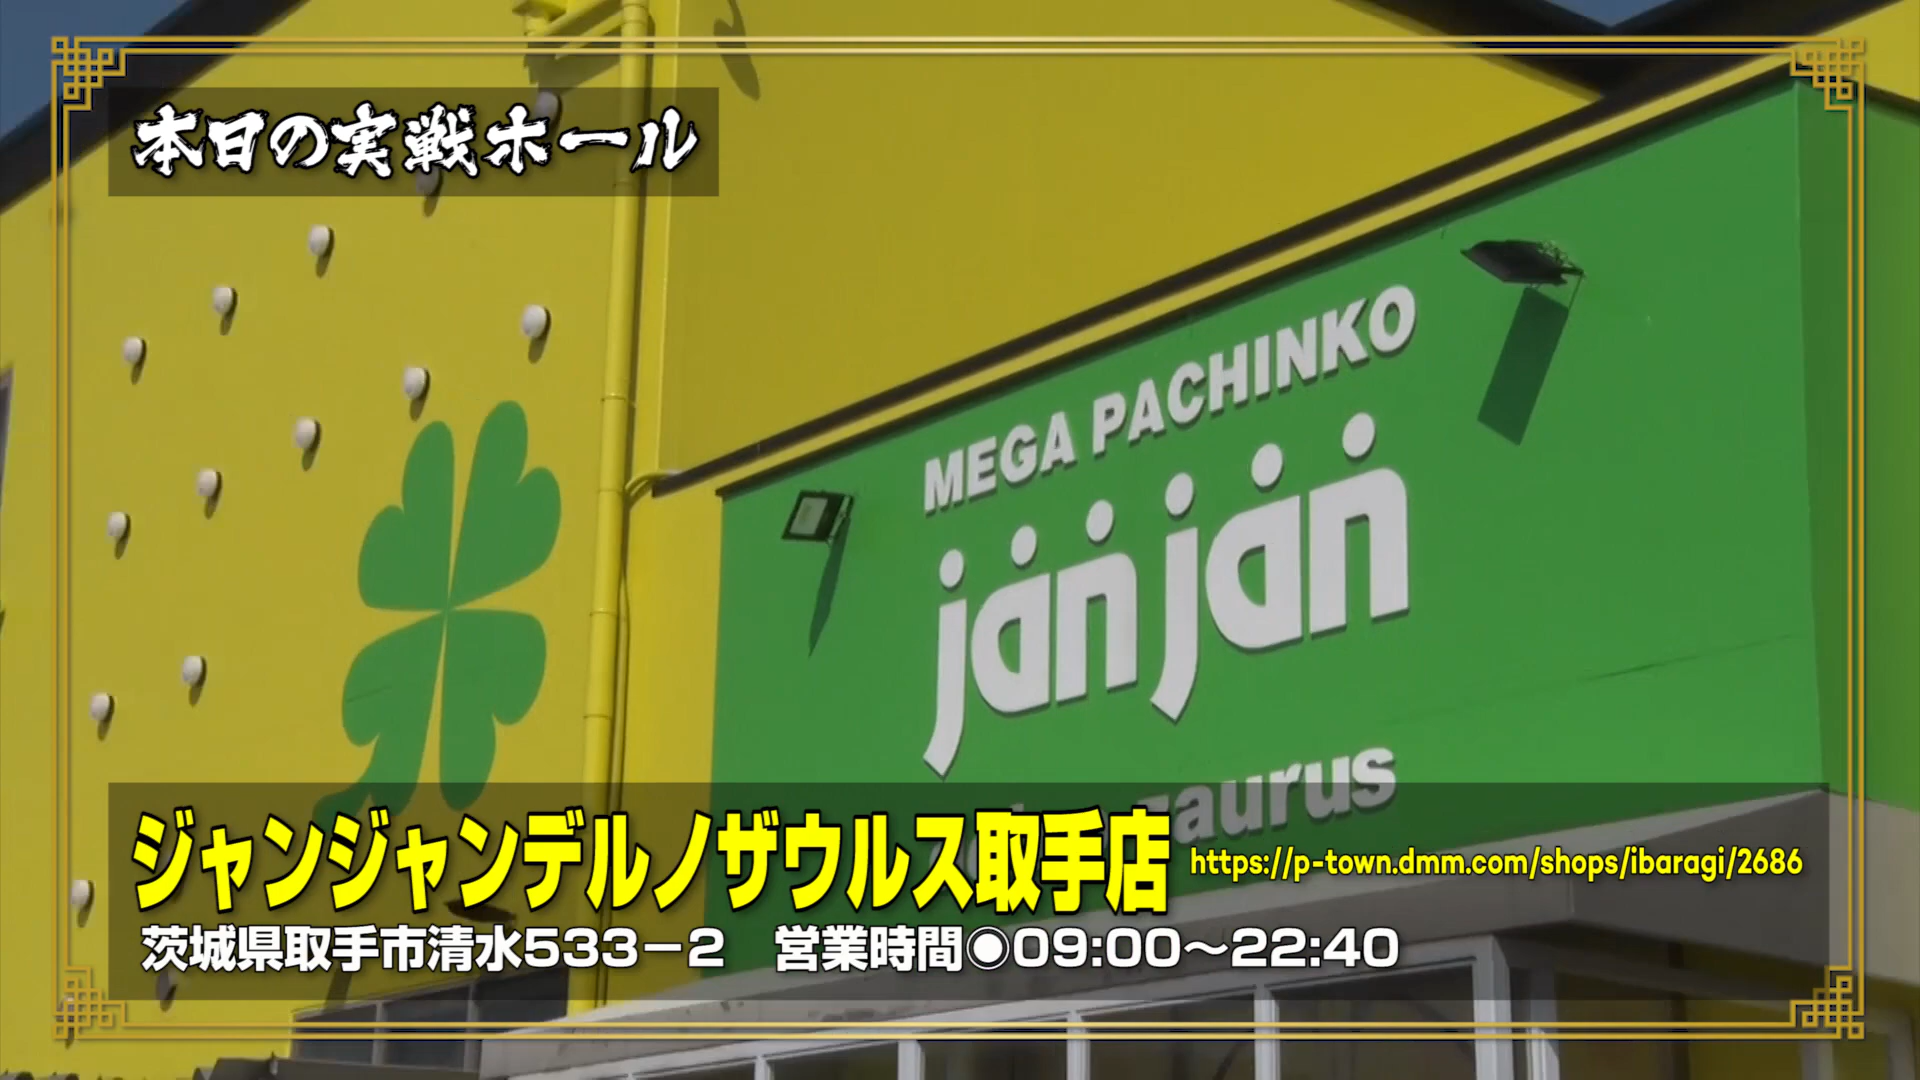 本日の実戦ホール
MEGA PACHINKO
janjan
ジャンジャンデルノザウルス取手店 https://p-town.dmm.com/shops/ibaragi/2686
茨城県取手市清水533−2　営業時間◉09:00〜22:40